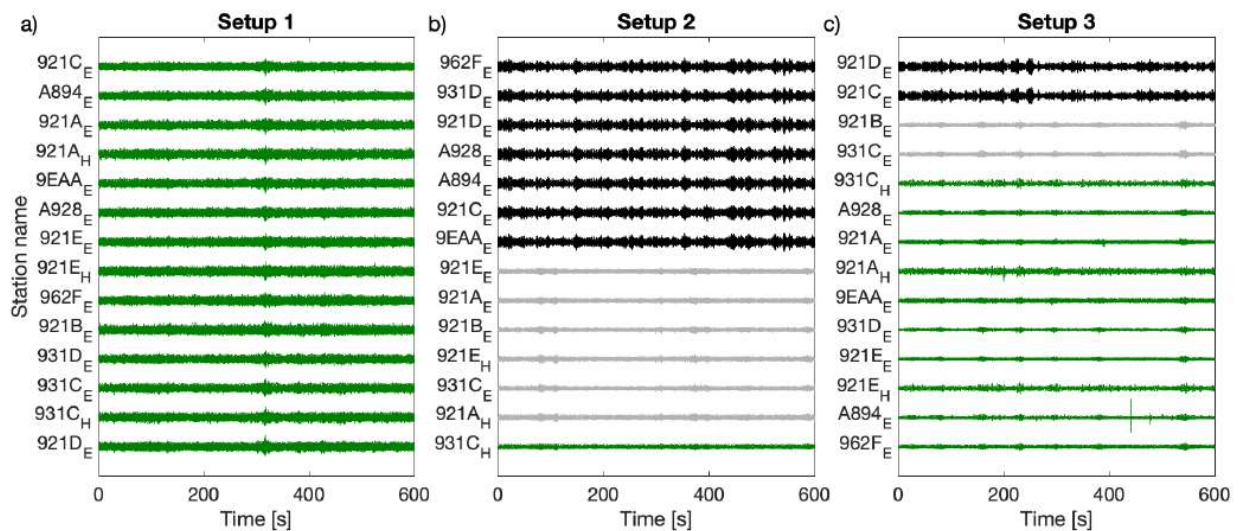 a) Setup 1
921C_E
A894_E
921A_E
921A_H
9EAA_E
A928_E
921E_E
921E_H
962F_E
921B_E
931D_E
931C_E
931C_H
921D_E
Station name
0 200 400 600
Time [s]
b) Setup 2
962F_E
931D_E
921D_E
A928_E
A894_E
921C_E
9EAA_E
921E_E
921A_E
921B_E
921E_H
931C_E
921A_H
931C_H
0 200 400 600
Time [s]
c) Setup 3
921D_E
921C_E
921B_E
931C_E
931C_H
A928_E
921A_E
921A_H
9EAA_E
931D_E
921E_E
921E_H
A894_E
962F_E
0 200 400 600
Time [s]